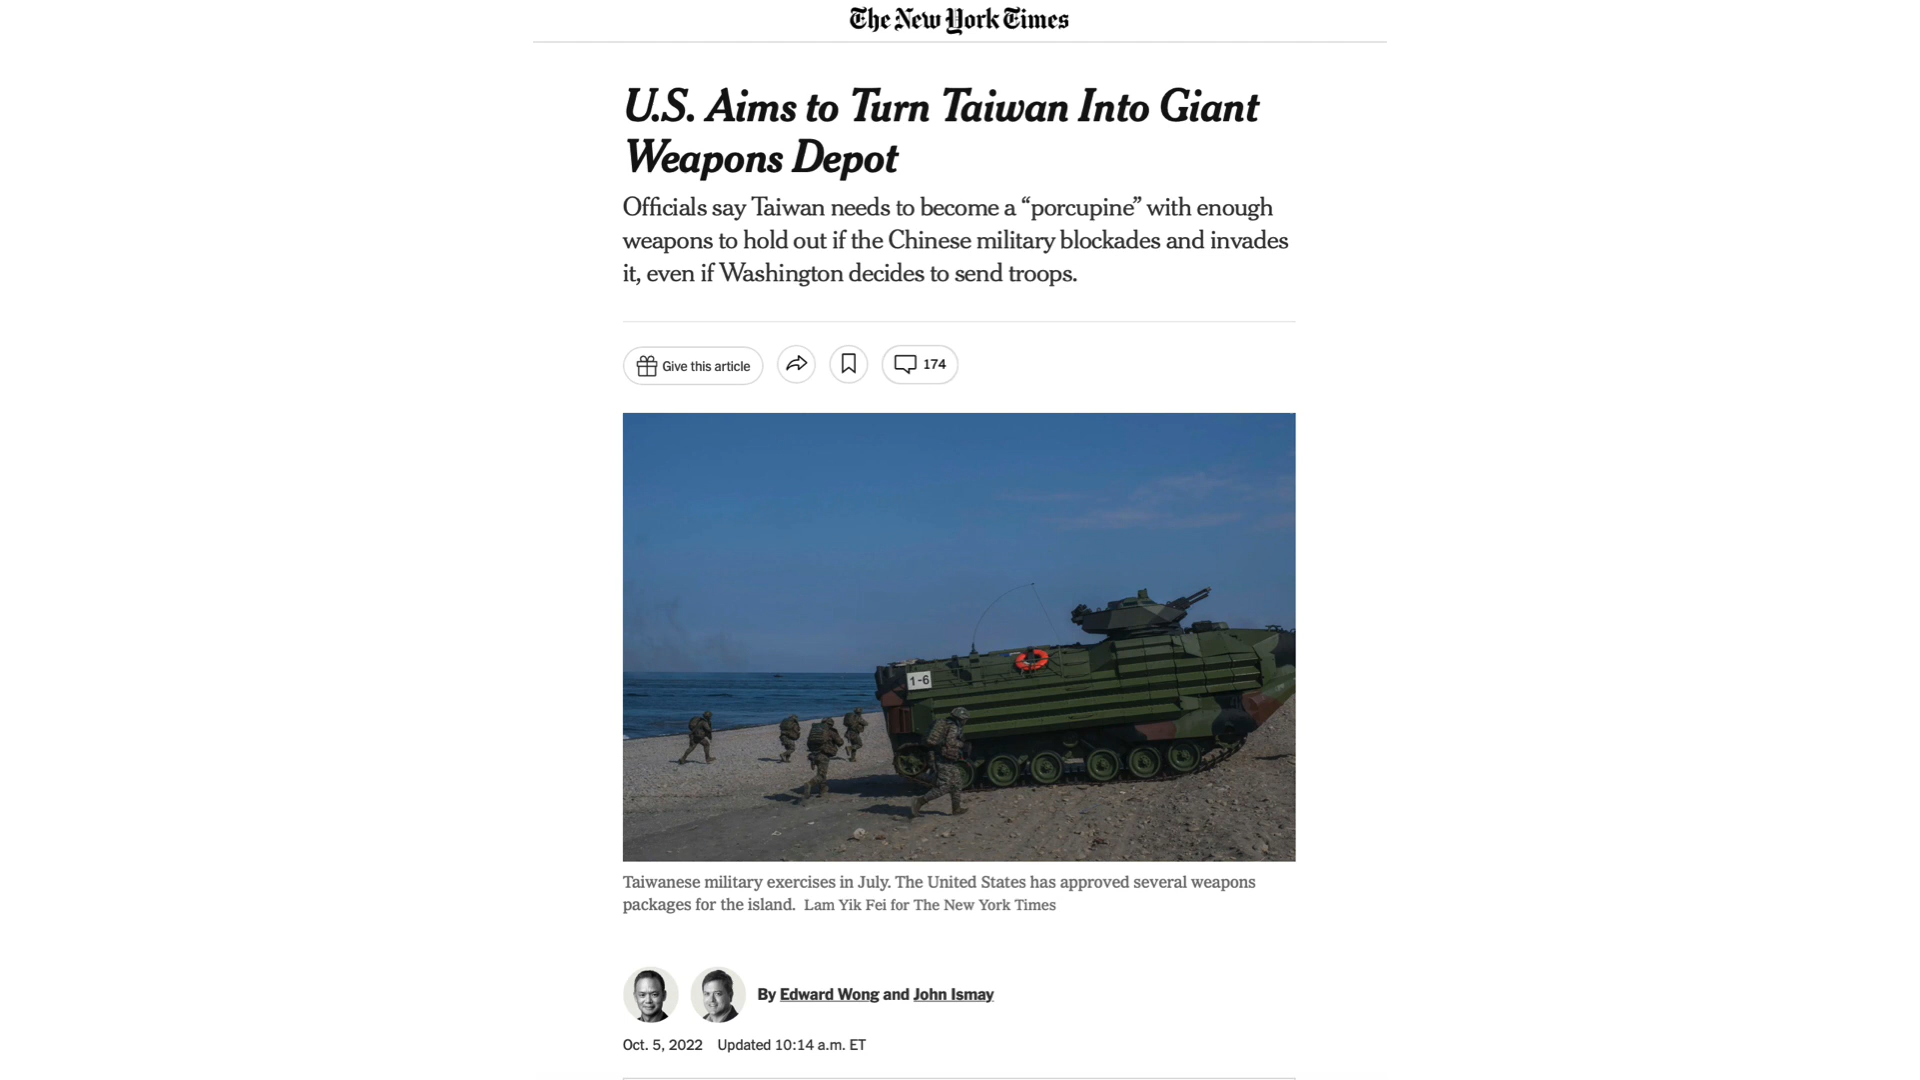 The New York Times
U.S. Aims to Turn Taiwan Into Giant
Weapons Depot
Officials say Taiwan needs to become a “porcupine” with enough
weapons to hold out if the Chinese military blockades and invades
it, even if Washington decides to send troops.
Give this article
174
1-6
Taiwanese military exercises in July. The United States has approved several weapons
packages for the island. Lam Yik Fei for The New York Times
By Edward Wong and John Ismay
Oct. 5, 2022 Updated 10:14 a.m. ET